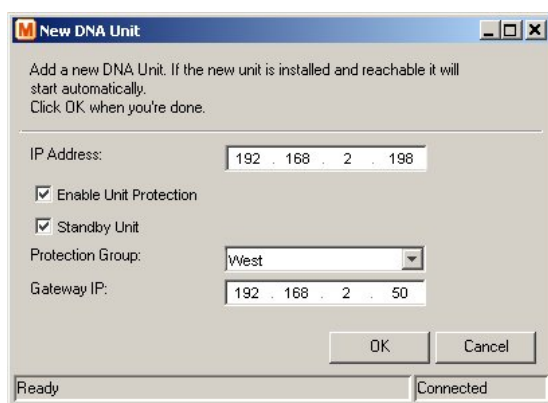 M New DNA Unit
Add a new DNA Unit. If the new unit is installed and reachable it will
start automatically.
Click OK when you're done.
IP Address: 192 . 168 . 2 . 198
Enable Unit Protection
Standby Unit
Protection Group: West
Gateway IP: 192 . 168 . 2 . 50
OK Cancel
Ready Connected